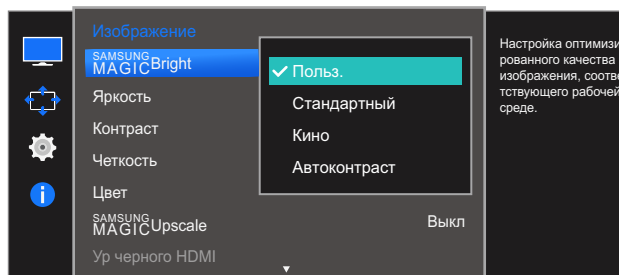 Изображение
SAMSUNG
MAGICBright
Яркость
Контраст
Четкость
Цвет
SAMSUNG
MAGICUpscale
Выкл
Ур черного HDMI
Польз.
Стандартный
Кино
Автоконтраст
Настройка оптимизи
рованного качества
изображения, соотве
тствующего рабочей
среде.